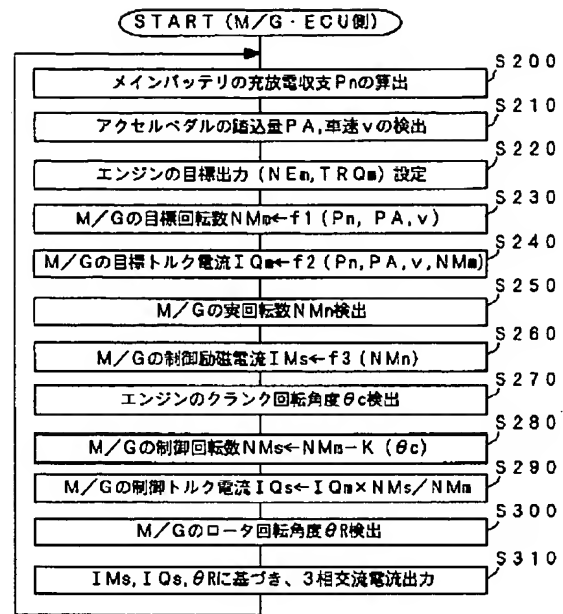 START (M/G・ECU側)
S200
メインバッテリの充放電収支Pnの算出
S210
アクセルペダルの踏込量PA,車速vの検出
S220
エンジンの目標出力 (NEm,TRQm) 設定
S230
M/Gの目標回転数NMm←f1 (Pn, PA,v)
S240
M/Gの目標トルク電流IQm←f2 (Pn,PA,v,NMm)
S250
M/Gの実回転数NMn検出
S260
M/Gの制御励磁電流IMs←f3 (NMn)
S270
エンジンのクランク回転角度θc検出
S280
M/Gの制御回転数NMs←NMm−K (θc)
S290
M/Gの制御トルク電流IQs←IQm×NMs/NMm
S300
M/Gのロータ回転角度θR検出
S310
IMs,IQs,θRに基づき、3相交流電流出力